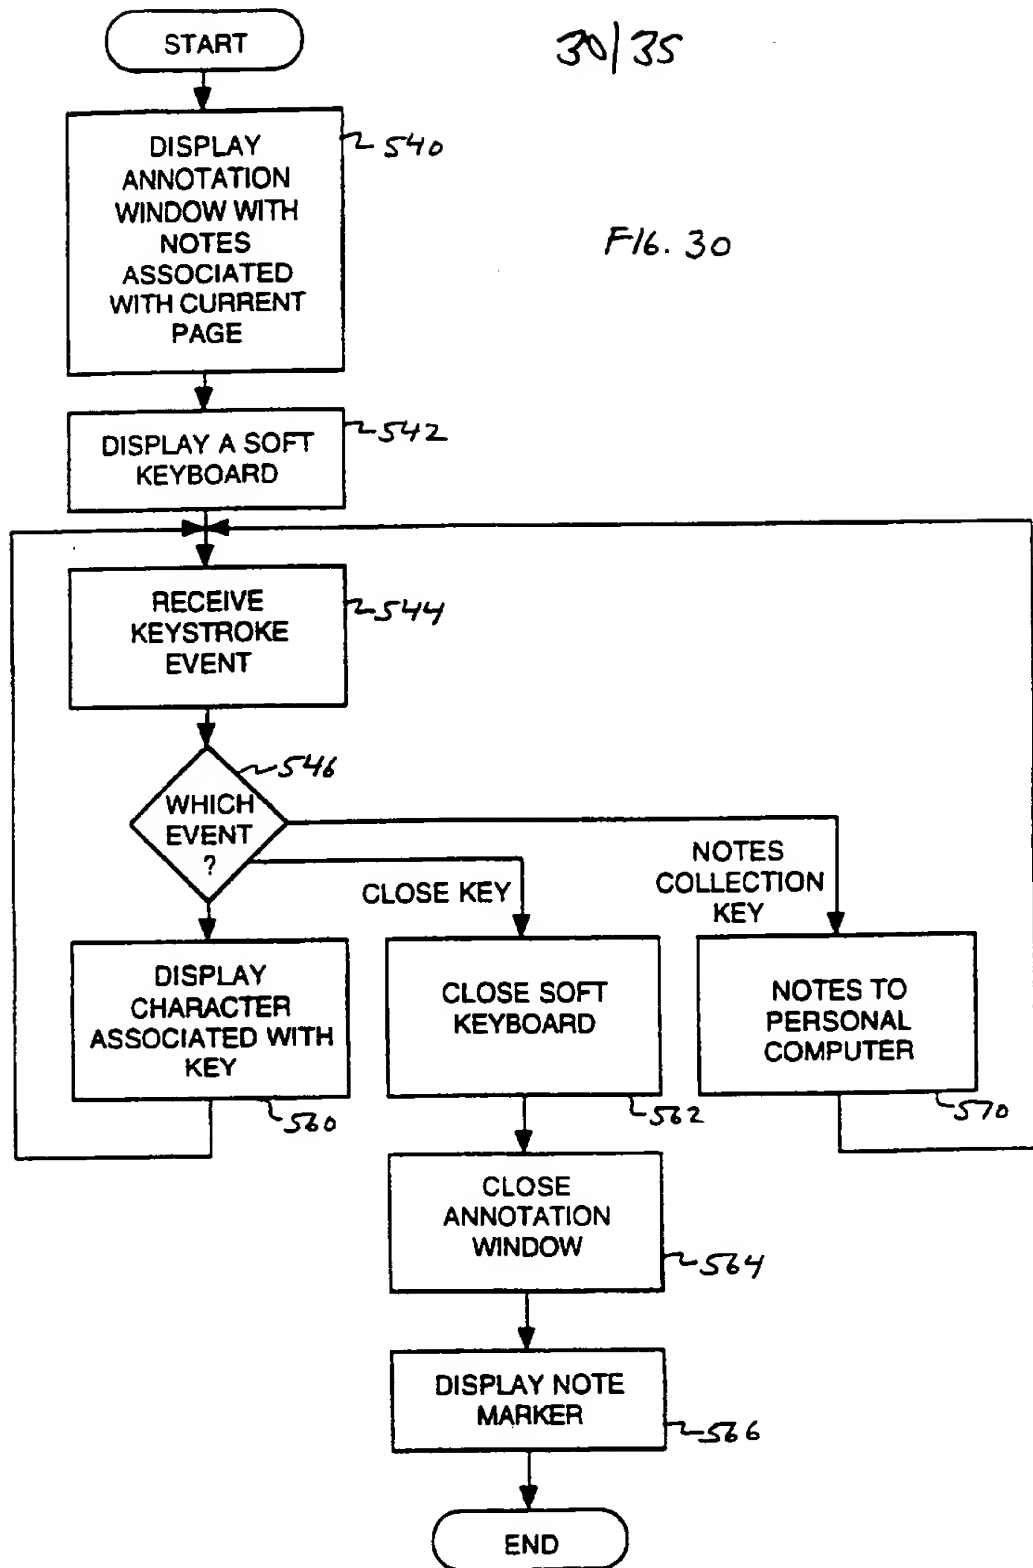 START
30/35
DISPLAY
ANNOTATION
WINDOW WITH
NOTES
ASSOCIATED
WITH CURRENT
PAGE
540
FIG. 30
DISPLAY A SOFT
KEYBOARD
542
RECEIVE
KEYSTROKE
EVENT
544
WHICH
EVENT
?
546
CLOSE KEY
NOTES
COLLECTION
KEY
DISPLAY
CHARACTER
ASSOCIATED WITH
KEY
560
CLOSE SOFT
KEYBOARD
562
NOTES TO
PERSONAL
COMPUTER
570
CLOSE
ANNOTATION
WINDOW
564
DISPLAY NOTE
MARKER
566
END